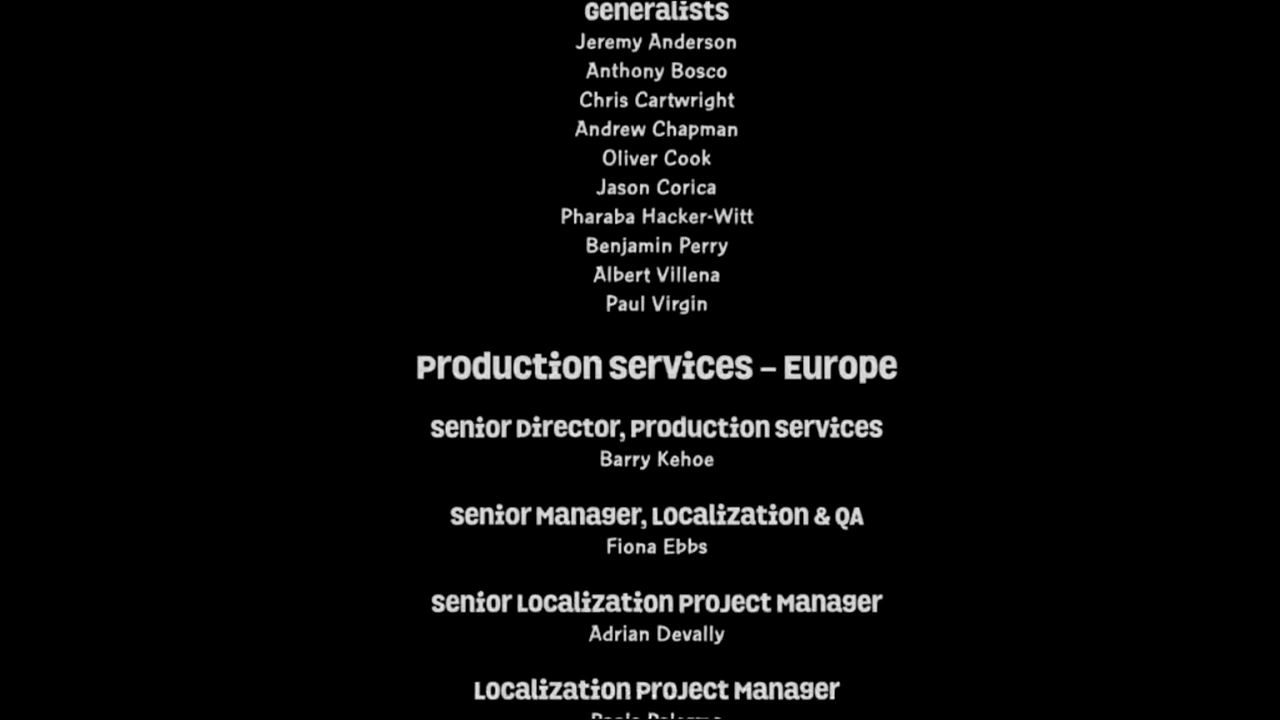 Generalists
Jeremy Anderson
Anthony Bosco
Chris Cartwright
Andrew Chapman
Oliver Cook
Jason Corica
Pharaba Hacker-Witt
Benjamin Perry
Albert Villena
Paul Virgin
Production Services – Europe
Senior Director, Production Services
Barry Kehoe
Senior Manager, Localization & QA
Fiona Ebbs
Senior Localization Project Manager
Adrian Devally
Localization Project Manager